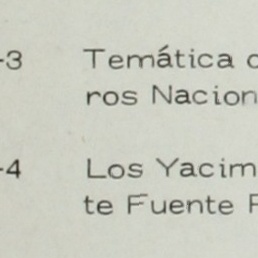 -3 Temática
ros Nacion
-4 Los Yacim
te Fuente